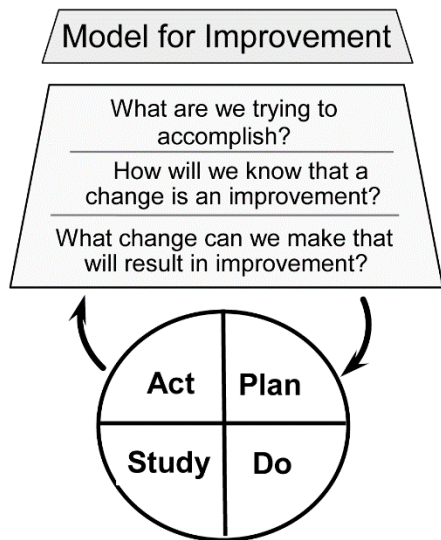 Model for Improvement
What are we trying to
accomplish?
How will we know that a
change is an improvement?
What change can we make that
will result in improvement?
Act
Plan
Study
Do